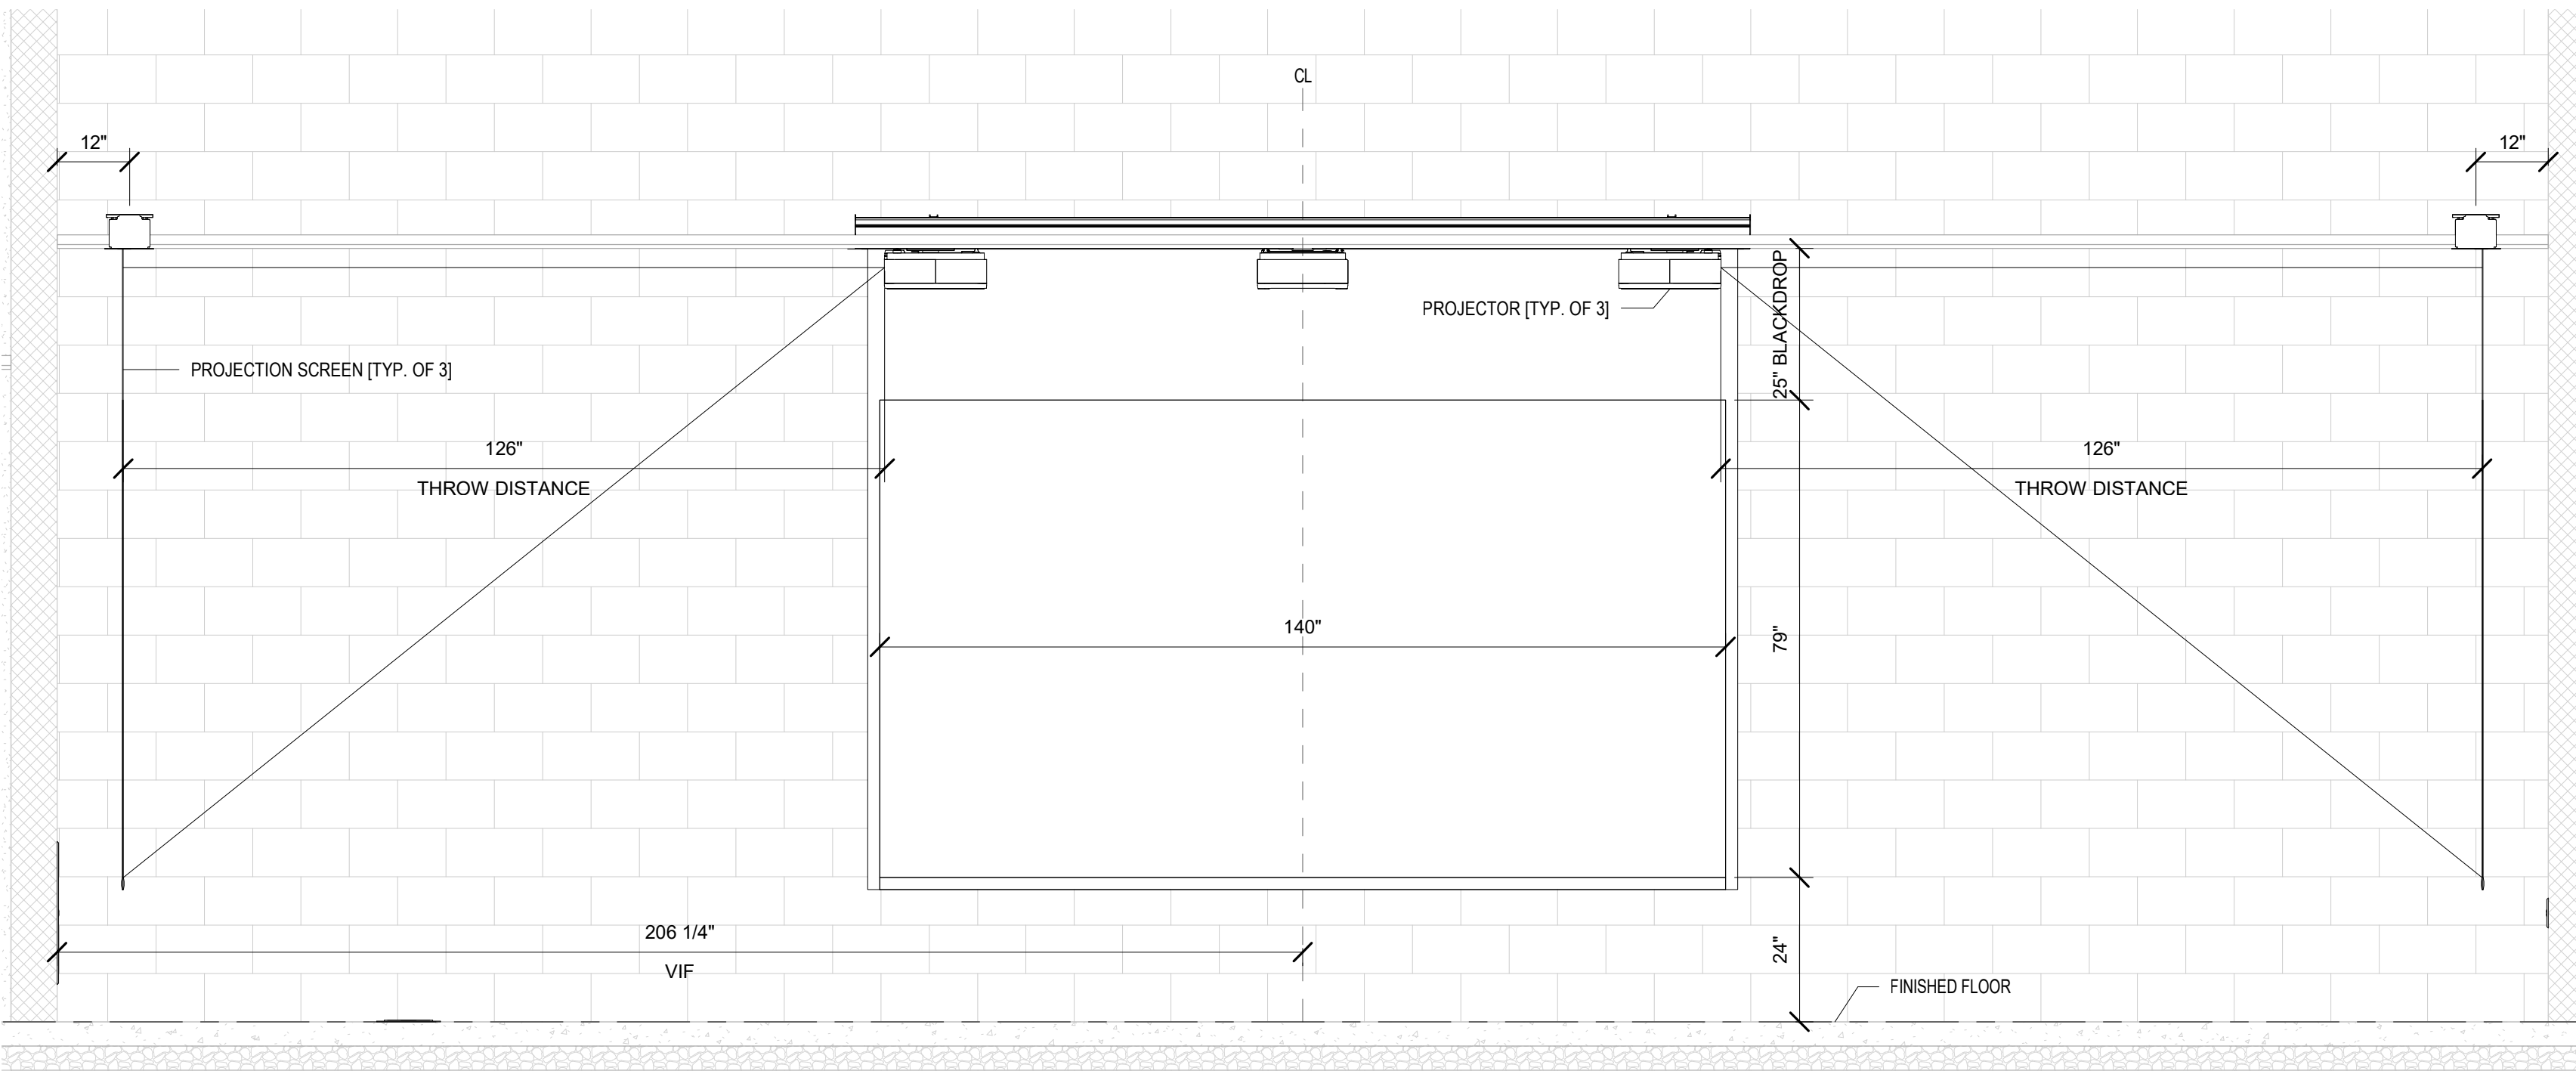 CL
12"
12"
25" BLACKDROP
PROJECTOR [TYP. OF 3]
PROJECTION SCREEN [TYP. OF 3]
126"
THROW DISTANCE
126"
THROW DISTANCE
140"
79"
206 1/4"
VIF
24"
FINISHED FLOOR